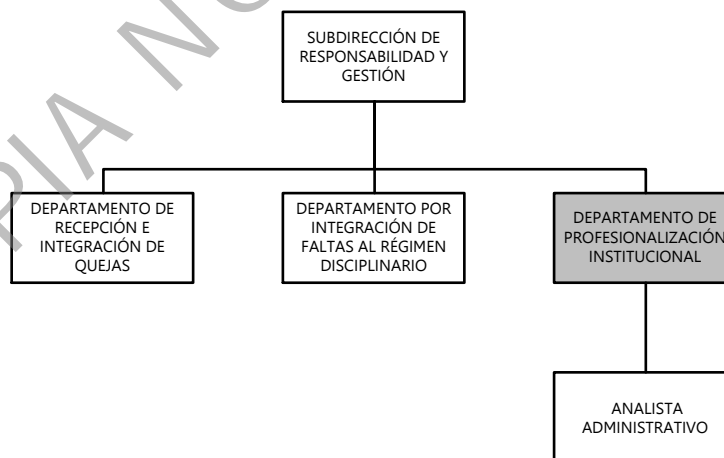 SUBDIRECCIÓN DE
RESPONSABILIDAD Y
GESTIÓN
DEPARTAMENTO DE
RECEPCIÓN E
INTEGRACIÓN DE
QUEJAS
DEPARTAMENTO POR
INTEGRACIÓN DE
FALTAS AL RÉGIMEN
DISCIPLINARIO
DEPARTAMENTO DE
PROFESIONALIZACIÓN
INSTITUCIONAL
ANALISTA
ADMINISTRATIVO